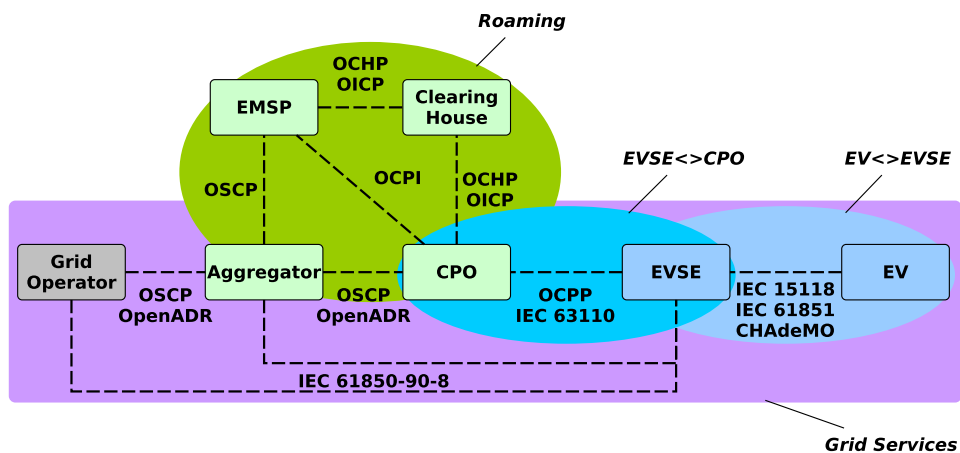 Roaming
OCHP
OICP
EMSP
Clearing
House
EVSE<>CPO
EV<>EVSE
OSCP
OCPI
OCHP
OICP
Grid
Operator
Aggregator
CPO
EVSE
EV
OSCP
OpenADR
OSCP
OpenADR
OCPP
IEC 63110
IEC 15118
IEC 61851
CHAdeMO
IEC 61850-90-8
Grid Services